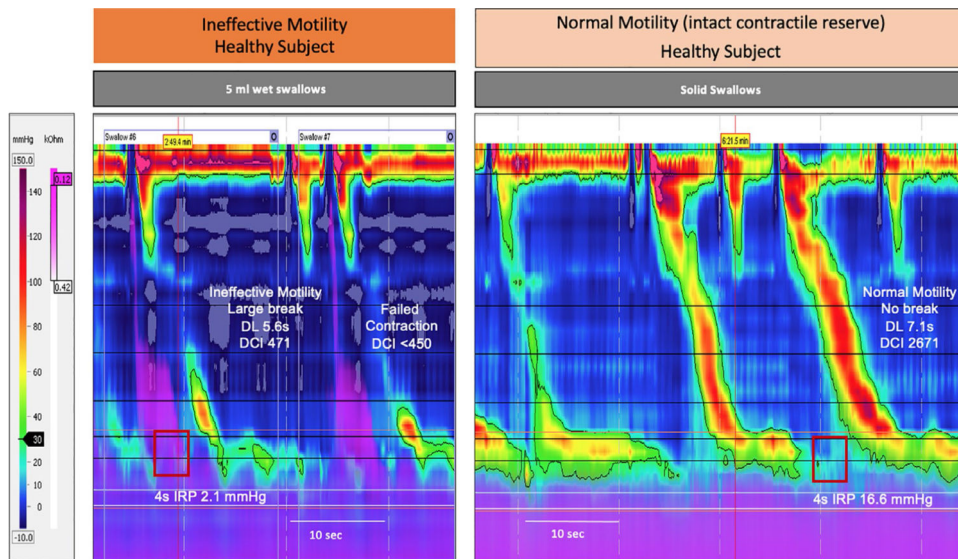 Ineffective Motility
Healthy Subject
Normal Motility (intact contractile reserve)
Healthy Subject
5 ml wet swallows
Solid Swallows
mmHg
kOhm
150.0
140
120
100
80
60
40
30
20
10
0
-10.0
0.12
0.42
Swallow #6
2:49.4 min
Swallow #7
6:21.5 min
Ineffective Motility
Large break
DL 5.6s
DCI 471
Failed
Contraction
DCI <450
Normal Motility
No break
DL 7.1s
DCI 2671
4s IRP 2.1 mmHg
4s IRP 16.6 mmHg
10 sec
10 sec